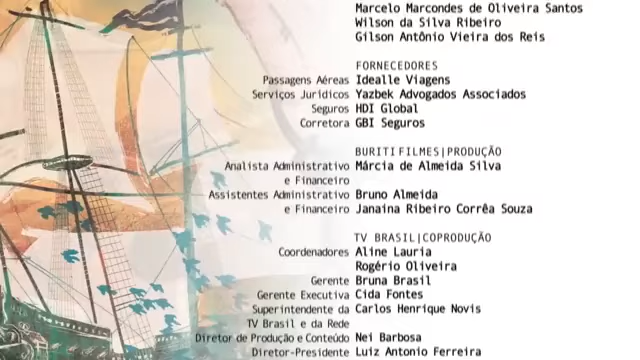 Marcelo Marcondes de Oliveira Santos
Wilson da Silva Ribeiro
Gilson Antônio Vieira dos Reis
FORNECEDORES
Passagens Aéreas Idealle Viagens
Serviços Jurídicos Yazbek Advogados Associados
Seguros HDI Global
Corretora GBI Seguros
BURITI FILMES|PRODUÇÃO
Analista Administrativo Márcia de Almeida Silva
e Financeiro
Assistentes Administrativo Bruno Almeida
e Financeiro Janaina Ribeiro Corrêa Souza
TV BRASIL|COPRODUÇÃO
Coordenadores Aline Lauria
Rogério Oliveira
Gerente Bruna Brasil
Gerente Executiva Cida Fontes
Superintendente da Carlos Henrique Novis
TV Brasil e da Rede
Diretor de Produção e Conteúdo Nei Barbosa
Diretor-Presidente Luiz Antonio Ferreira